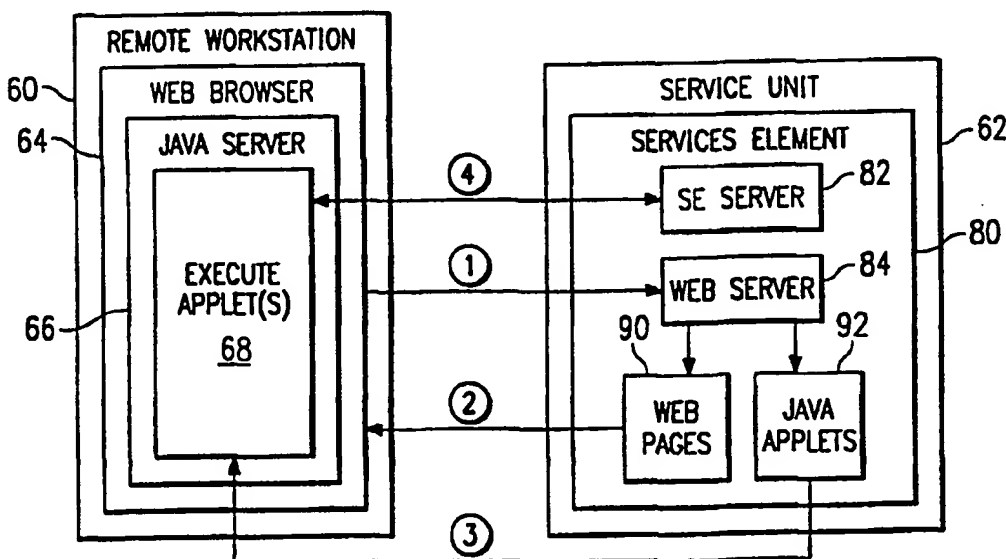 REMOTE WORKSTATION
60
WEB BROWSER
64
JAVA SERVER
66
EXECUTE
APPLET(S)
68
4
1
2
3
SERVICE UNIT
62
SERVICES ELEMENT
80
SE SERVER
82
WEB SERVER
84
90
WEB
PAGES
92
JAVA
APPLETS